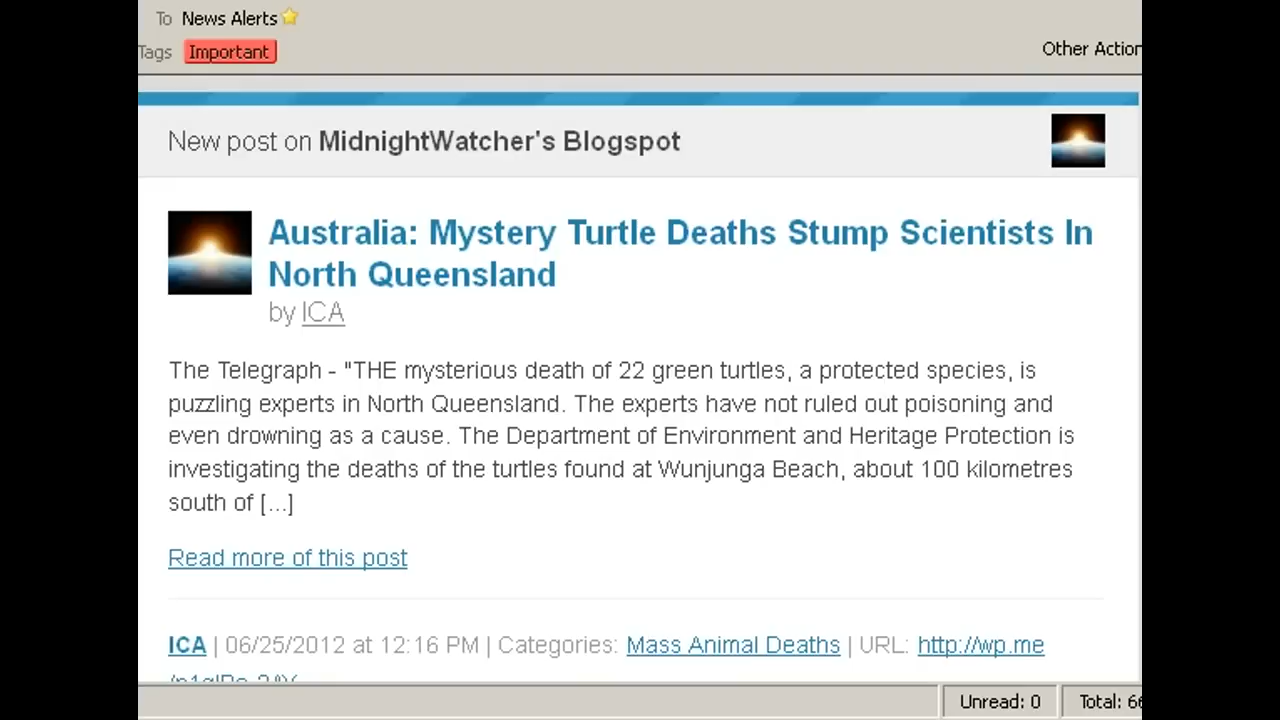 To News Alerts
Tags Important
Other Action
New post on MidnightWatcher's Blogspot
Australia: Mystery Turtle Deaths Stump Scientists In
North Queensland
by ICA
The Telegraph - "THE mysterious death of 22 green turtles, a protected species, is
puzzling experts in North Queensland. The experts have not ruled out poisoning and
even drowning as a cause. The Department of Environment and Heritage Protection is
investigating the deaths of the turtles found at Wunjunga Beach, about 100 kilometres
south of [...]
Read more of this post
ICA | 06/25/2012 at 12:16 PM | Categories: Mass Animal Deaths | URL: http://wp.me
Unread: 0
Total: 66